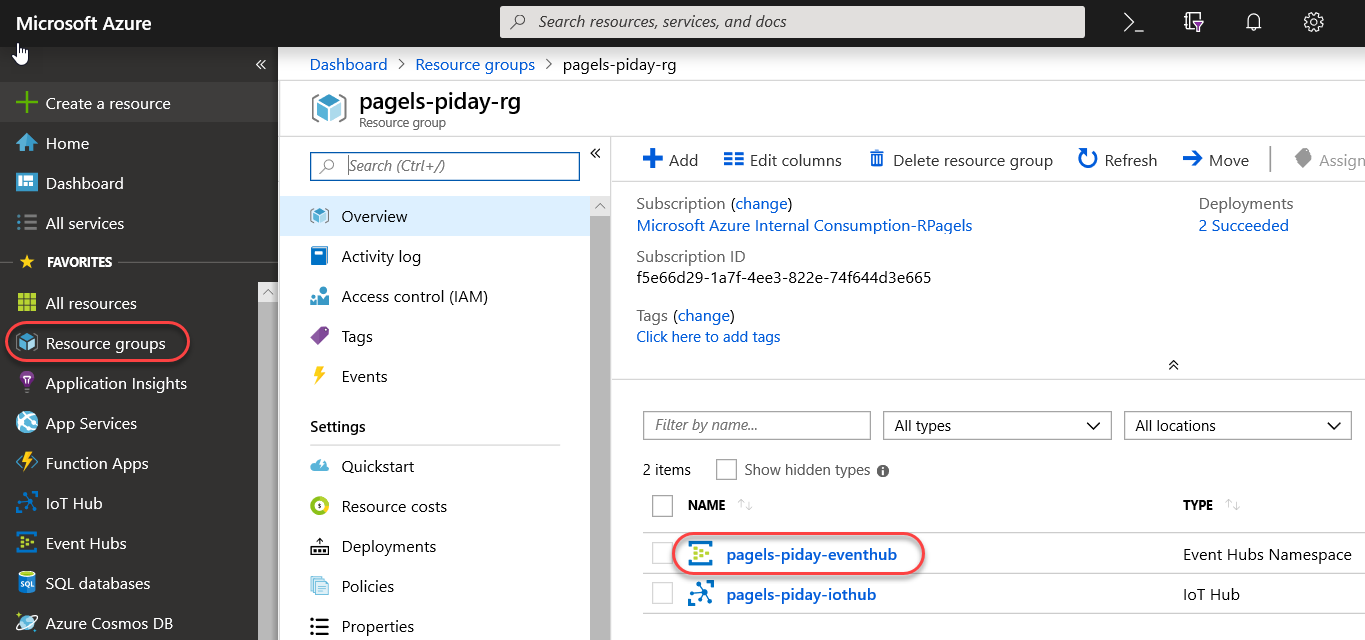 Microsoft Azure
Search resources, services, and docs
«
Create a resource
Home
Dashboard
All services
FAVORITES
All resources
Resource groups
Application Insights
App Services
Function Apps
IoT Hub
Event Hubs
SQL databases
Azure Cosmos DB
Dashboard > Resource groups > pagels-piday-rg
pagels-piday-rg
Resource group
Search (Ctrl+/)
«
Overview
Activity log
Access control (IAM)
Tags
Events
Settings
Quickstart
Resource costs
Deployments
Policies
Properties
Add Edit columns Delete resource group Refresh Move Assign
Subscription (change)
Microsoft Azure Internal Consumption-RPagels
Deployments
2 Succeeded
Subscription ID
f5e66d29-1a7f-4ee3-822e-74f644d3e665
Tags (change)
Click here to add tags
Filter by name... All types All locations
2 items Show hidden types
NAME TYPE
pagels-piday-eventhub Event Hubs Namespace
pagels-piday-iothub IoT Hub